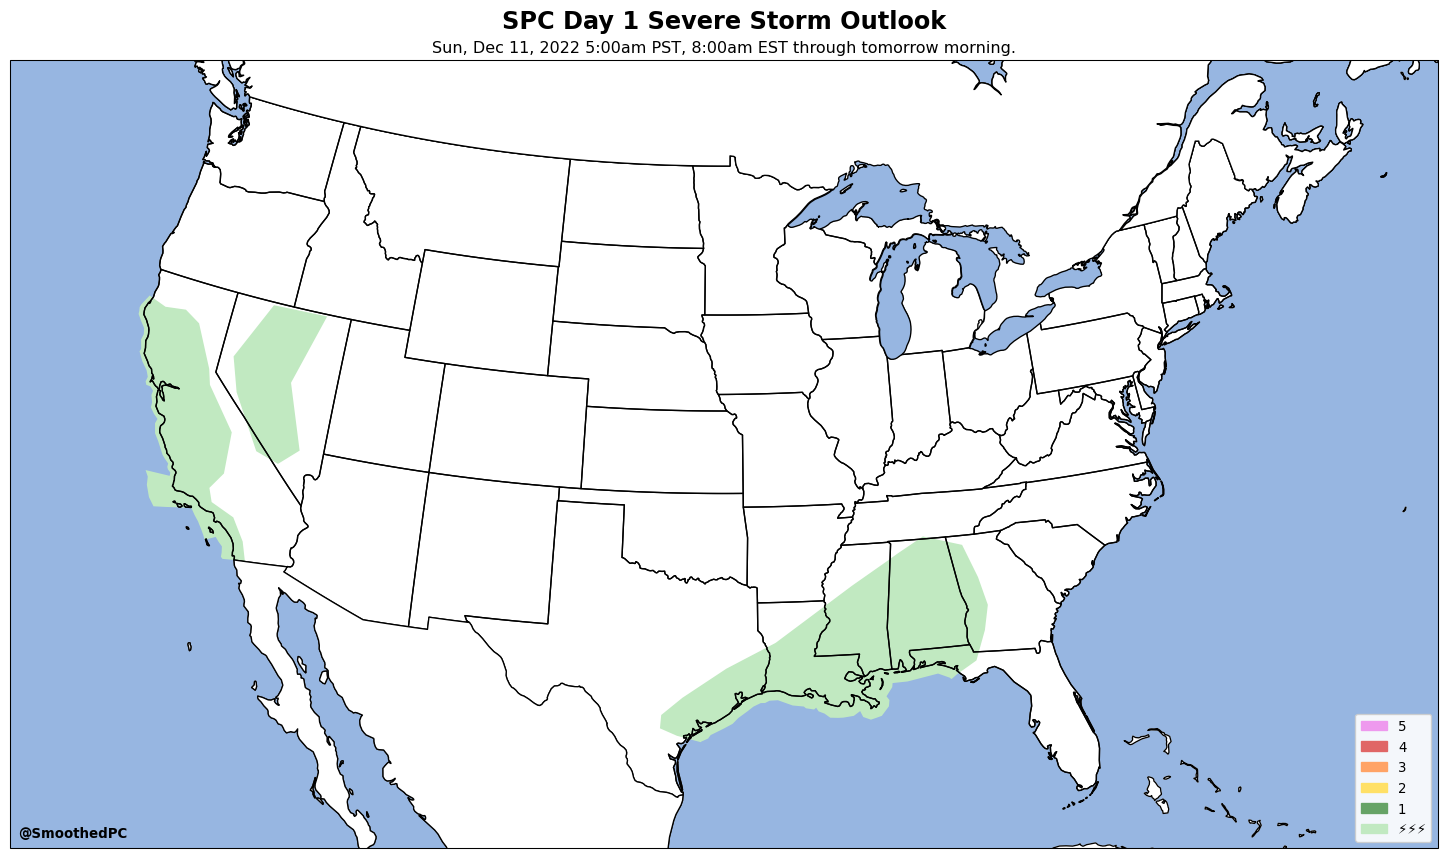 SPC Day 1 Severe Storm Outlook
Sun, Dec 11, 2022 5:00am PST, 8:00am EST through tomorrow morning.
5
4
3
2
1
⚡⚡⚡
@SmoothedPC